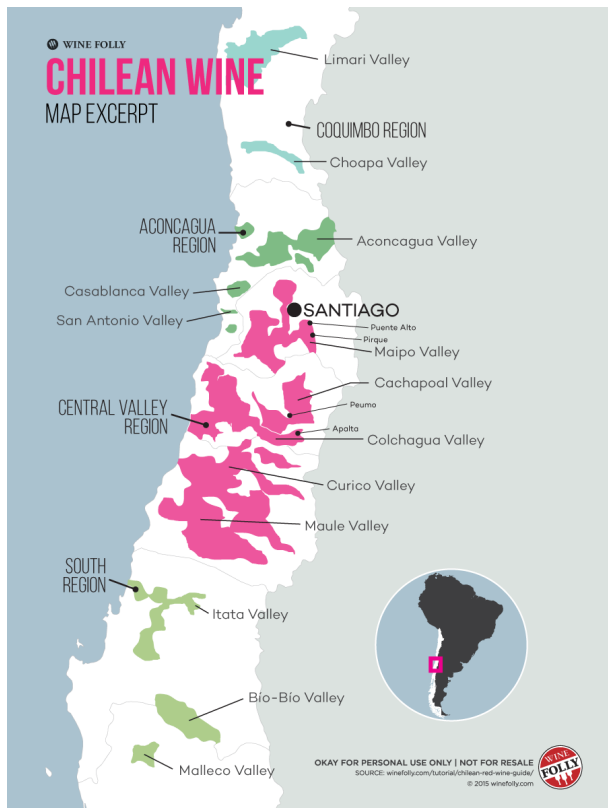 WINE FOLLY
CHILEAN WINE
MAP EXCERPT
Limari Valley
COQUIMBO REGION
Choapa Valley
ACONCAGUA
REGION
Aconcagua Valley
Casablanca Valley
San Antonio Valley
SANTIAGO
Puente Alto
Pirque
Maipo Valley
Cachapoal Valley
Peumo
CENTRAL VALLEY
REGION
Apalta
Colchagua Valley
Curico Valley
Maule Valley
SOUTH
REGION
Itata Valley
Bío-Bío Valley
Malleco Valley
OKAY FOR PERSONAL USE ONLY | NOT FOR RESALE
SOURCE: winefolly.com/tutorial/chilean-red-wine-guide/
© 2015 winefolly.com
WINE
FOLLY